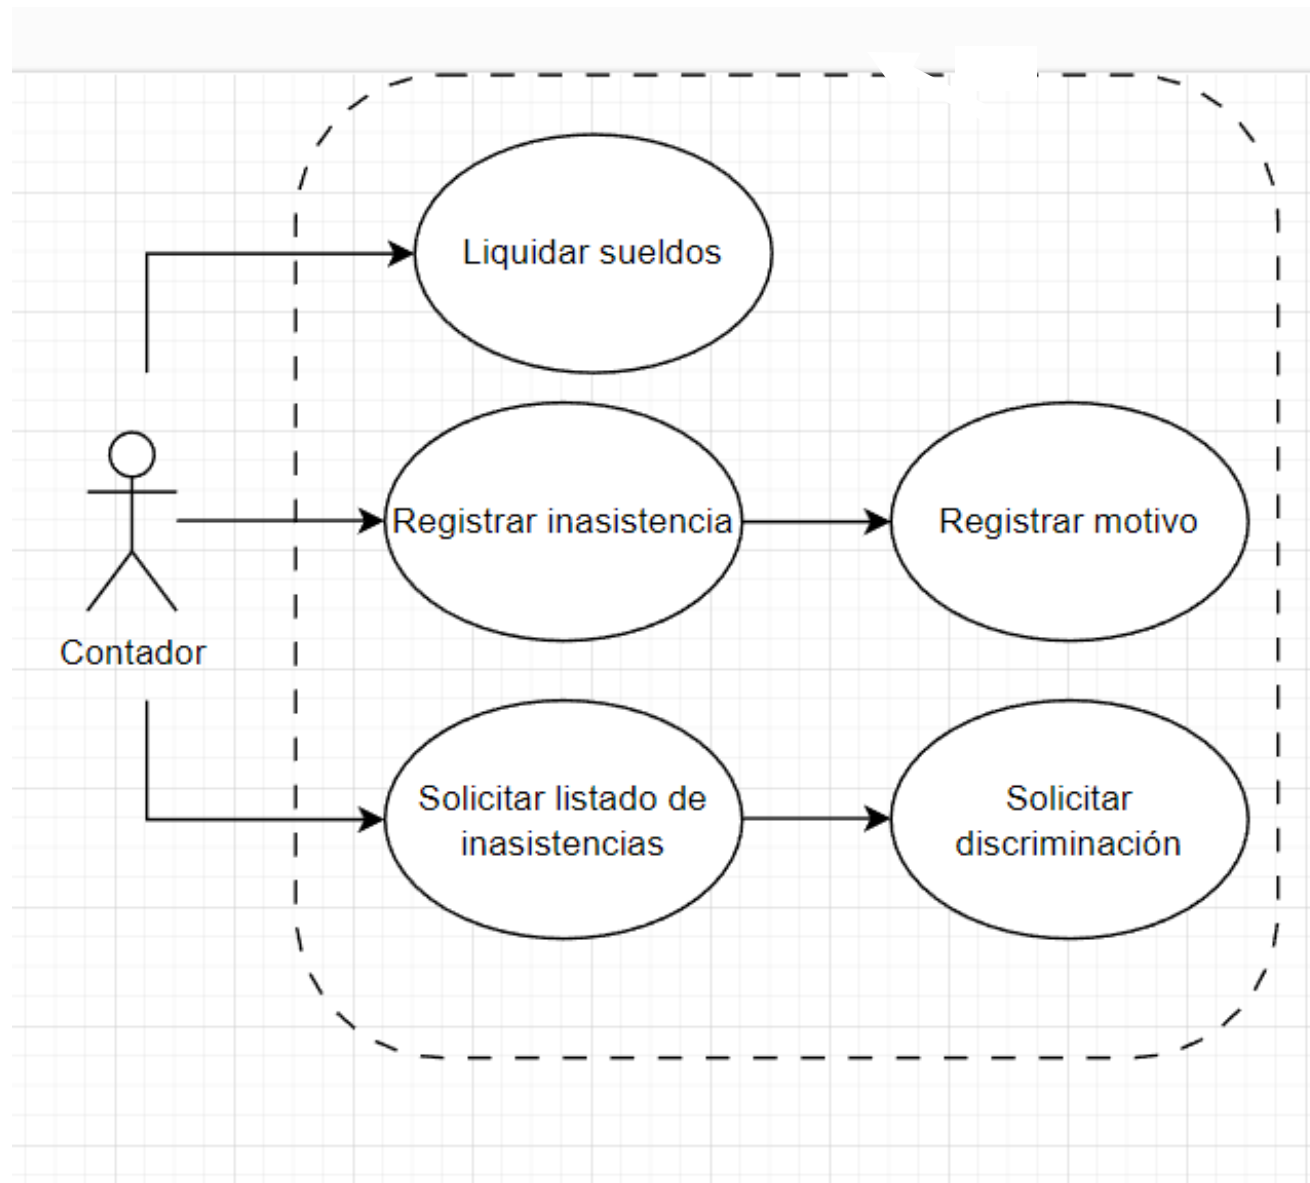 Liquidar sueldos
Registrar inasistencia
Registrar motivo
Contador
Solicitar listado de
inasistencias
Solicitar
discriminación